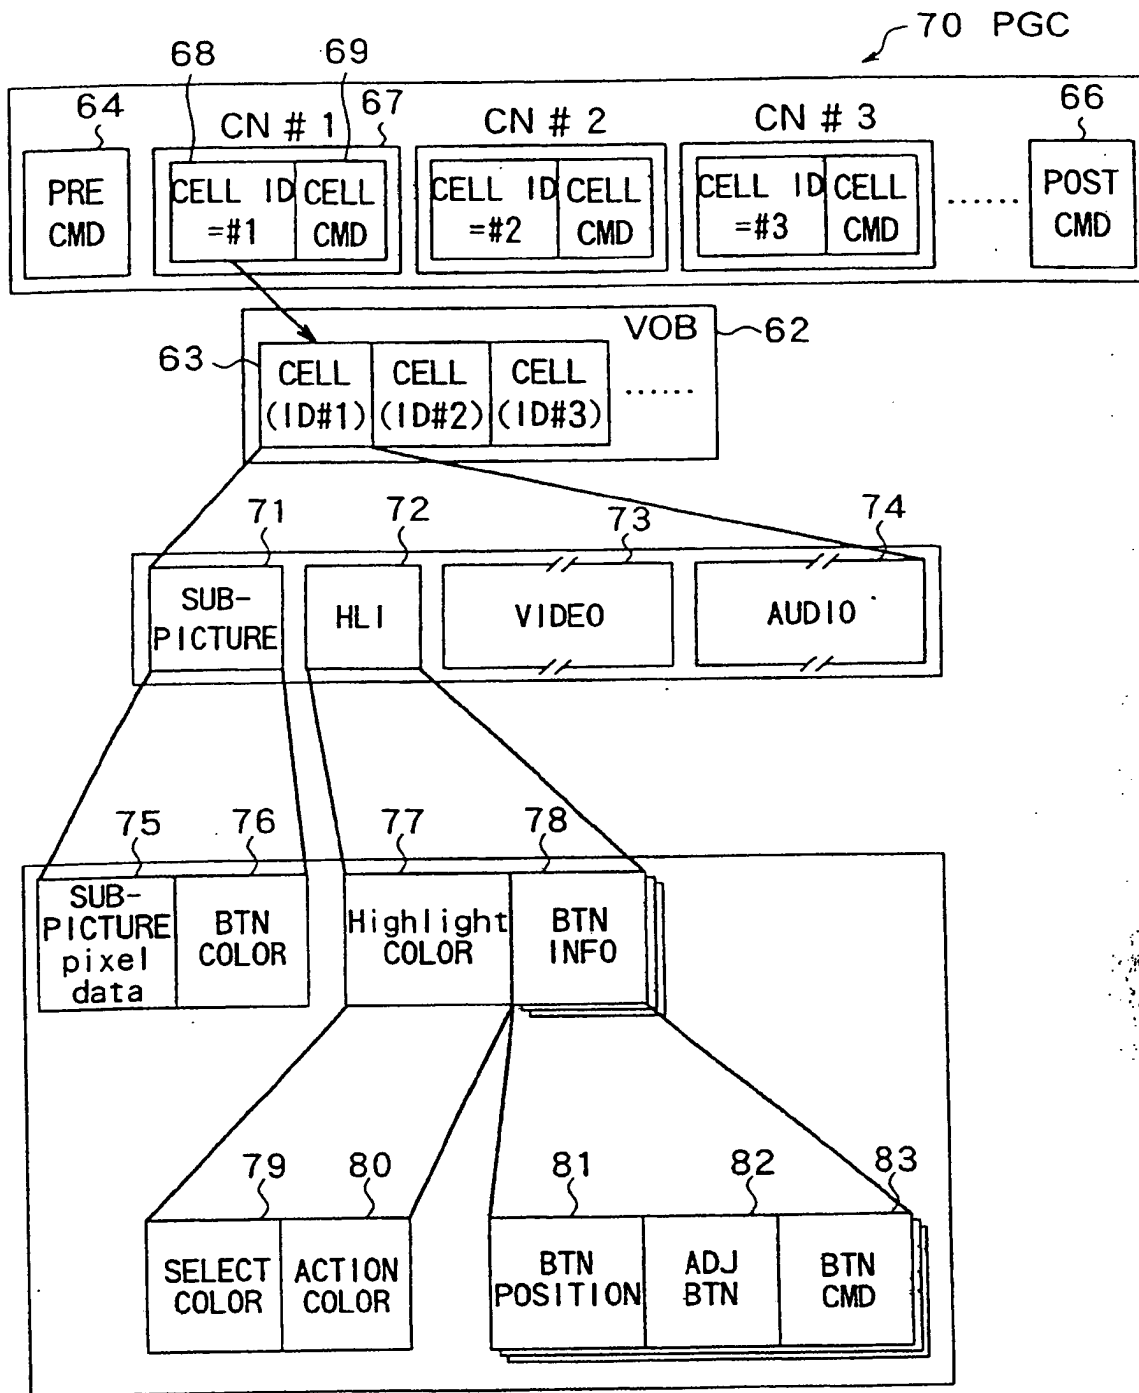 70 PGC
68
69
64
CN # 1
67
CN # 2
CN # 3
66
PRE
CMD
CELL ID
=#1
CELL
CMD
CELL ID
=#2
CELL
CMD
CELL ID
=#3
CELL
CMD
......
POST
CMD
VOB
62
63
CELL
(ID#1)
CELL
(ID#2)
CELL
(ID#3)
......
71
72
73
74
SUB-
PICTURE
HLI
VIDEO
AUDIO
75
76
77
78
SUB-
PICTURE
pixel
data
BTN
COLOR
Highlight
COLOR
BTN
INFO
79
80
81
82
83
SELECT
COLOR
ACTION
COLOR
BTN
POSITION
ADJ
BTN
BTN
CMD